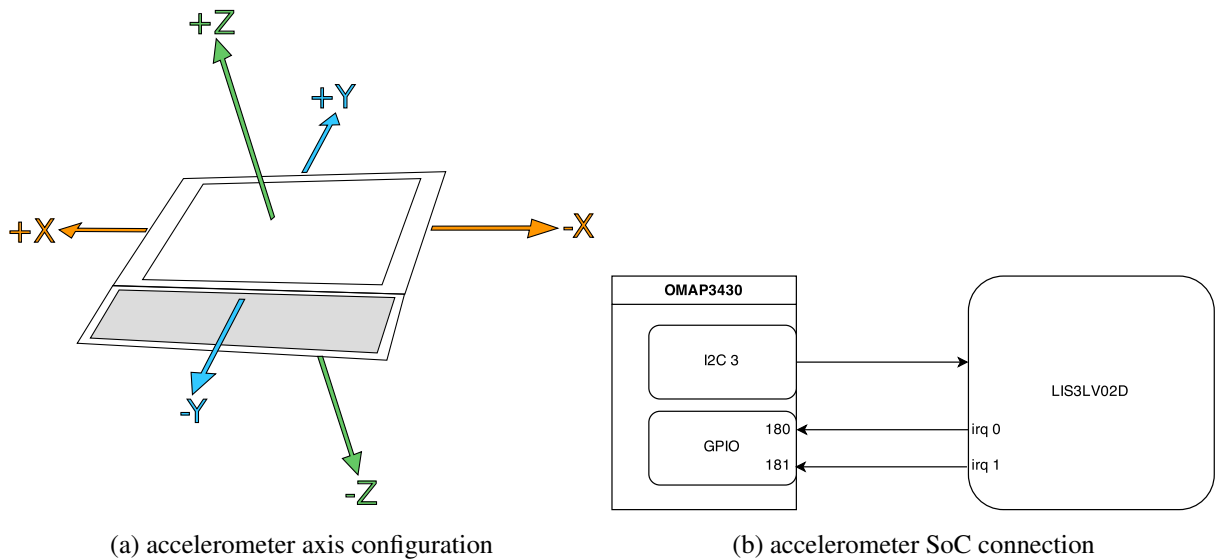 +Z
+Y
+X
-X
-Y
-Z
(a) accelerometer axis configuration
OMAP3430
I2C 3
LIS3LV02D
180
irq 0
GPIO
181
irq 1
(b) accelerometer SoC connection